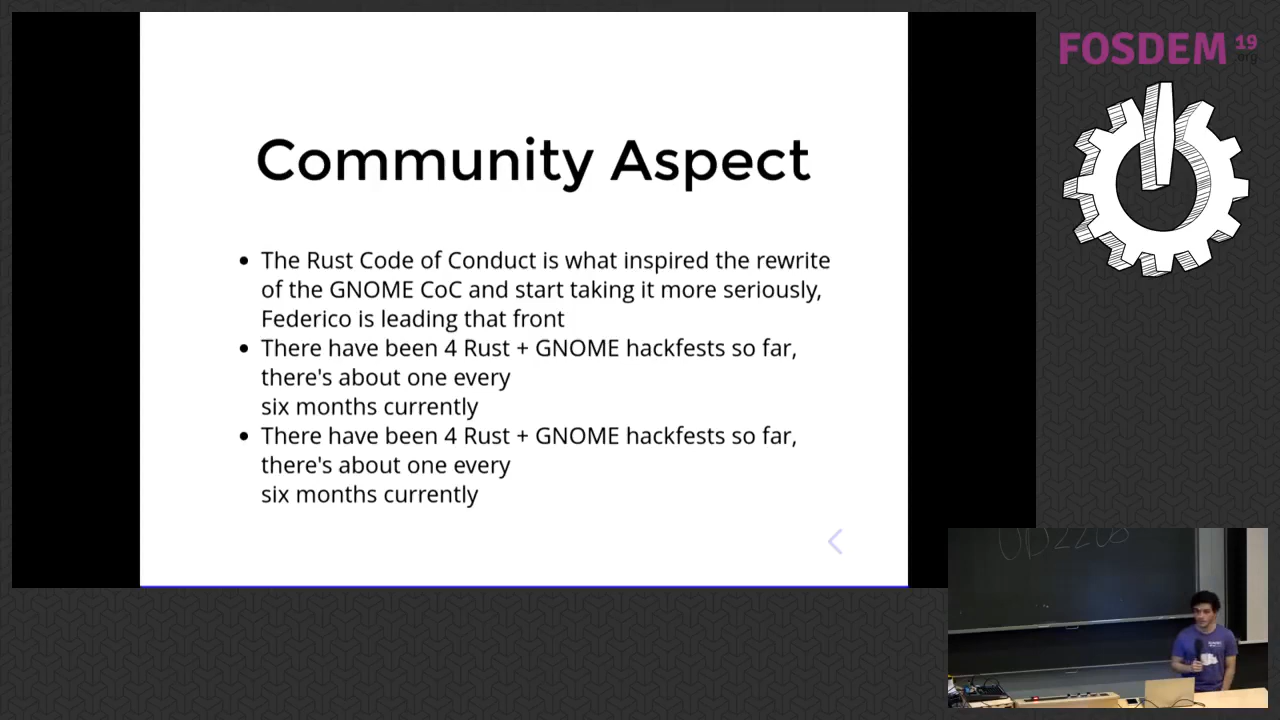 FOSDEM 19
.org
Community Aspect
• The Rust Code of Conduct is what inspired the rewrite
of the GNOME CoC and start taking it more seriously,
Federico is leading that front
• There have been 4 Rust + GNOME hackfests so far,
there's about one every
six months currently
• There have been 4 Rust + GNOME hackfests so far,
there's about one every
six months currently
UD2208